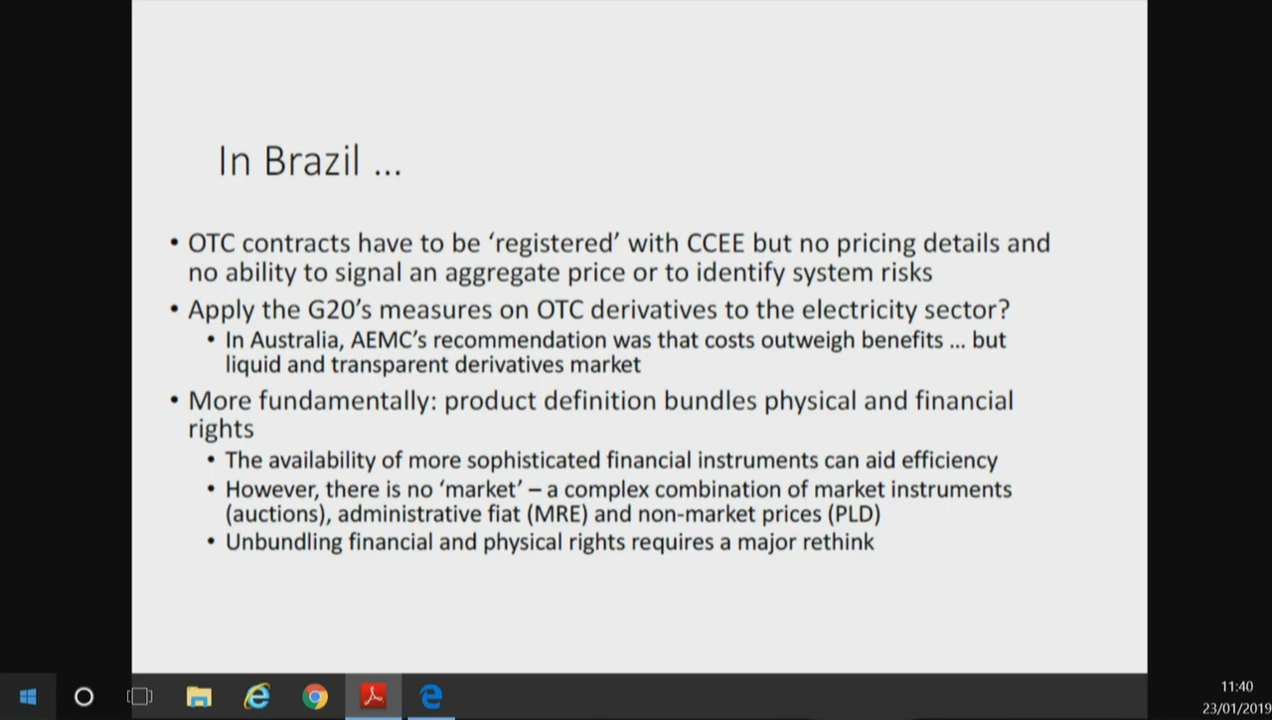 In Brazil ...
• OTC contracts have to be ‘registered’ with CCEE but no pricing details and
no ability to signal an aggregate price or to identify system risks
• Apply the G20’s measures on OTC derivatives to the electricity sector?
• In Australia, AEMC’s recommendation was that costs outweigh benefits ... but
liquid and transparent derivatives market
• More fundamentally: product definition bundles physical and financial
rights
• The availability of more sophisticated financial instruments can aid efficiency
• However, there is no ‘market’ – a complex combination of market instruments
(auctions), administrative fiat (MRE) and non-market prices (PLD)
• Unbundling financial and physical rights requires a major rethink
11:40
23/01/2019